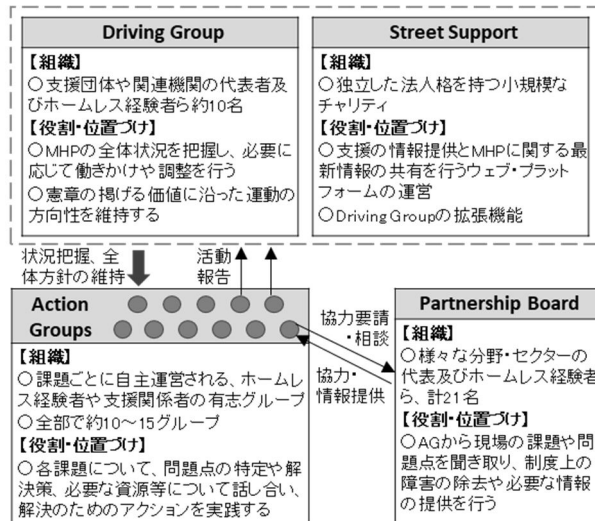 Driving Group
【組織】
○支援団体や関連機関の代表者及
びホームレス経験者ら約10名
【役割・位置づけ】
○MHPの全体状況を把握し、必要に
応じて働きかけや調整を行う
○憲章の掲げる価値に沿った運動の
方向性を維持する
Street Support
【組織】
○独立した法人格を持つ小規模な
チャリティ
【役割・位置づけ】
○支援の情報提供とMHPに関する最
新情報の共有を行うウェブ・プラット
フォームの運営
○Driving Groupの拡張機能
状況把握、全
体方針の維持
活動
報告
Action
Groups
【組織】
○課題ごとに自主運営される、ホームレ
ス経験者や支援関係者の有志グループ
○全部で約10~15グループ
【役割・位置づけ】
○各課題について、問題点の特定や解
決策、必要な資源等について話し合い、
解決のためのアクションを実践する
協力要請
・相談
協力・
情報提供
Partnership Board
【組織】
○様々な分野・セクターの
代表及びホームレス経験者
ら、計21名
【役割・位置づけ】
○AGから現場の課題や問
題点を聞き取り、制度上の
障害の除去や必要な情報
の提供を行う